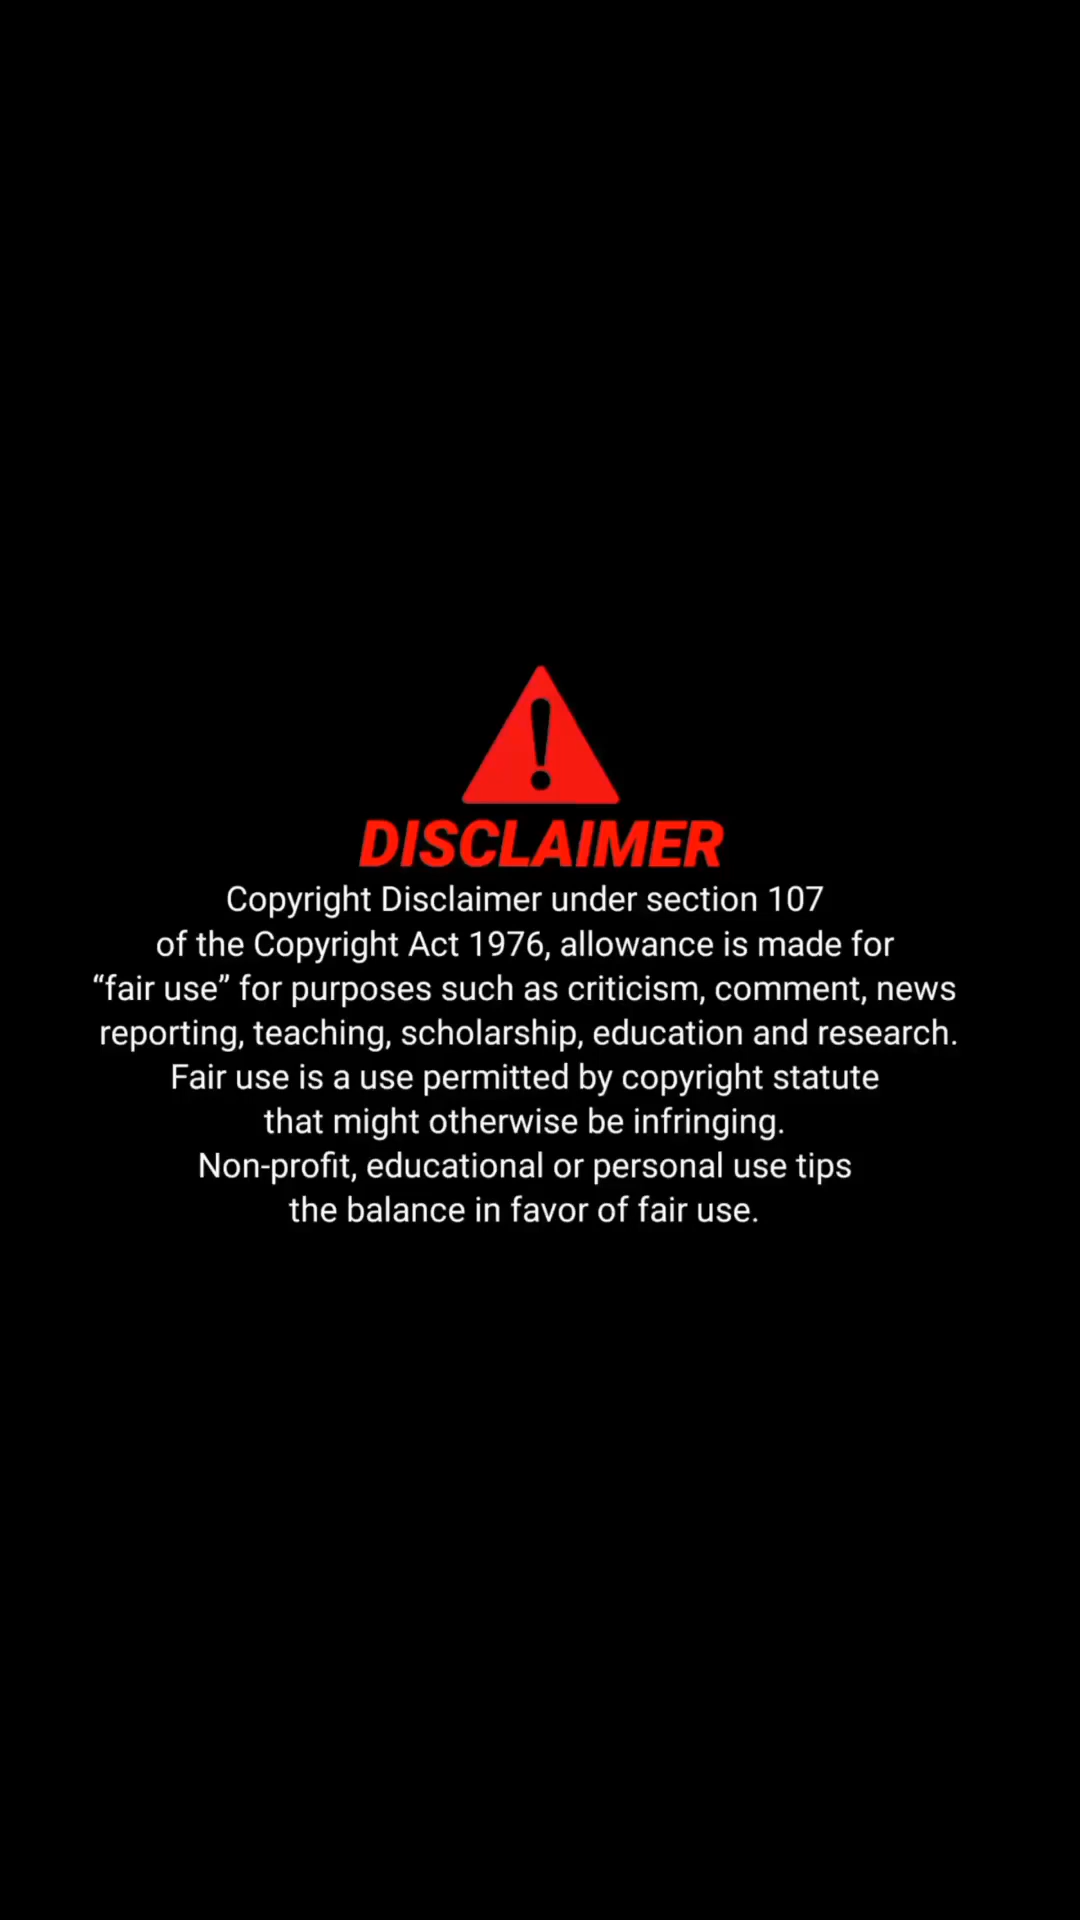 DISCLAIMER
Copyright Disclaimer under section 107
of the Copyright Act 1976, allowance is made for
“fair use” for purposes such as criticism, comment, news
reporting, teaching, scholarship, education and research.
Fair use is a use permitted by copyright statute
that might otherwise be infringing.
Non-profit, educational or personal use tips
the balance in favor of fair use.